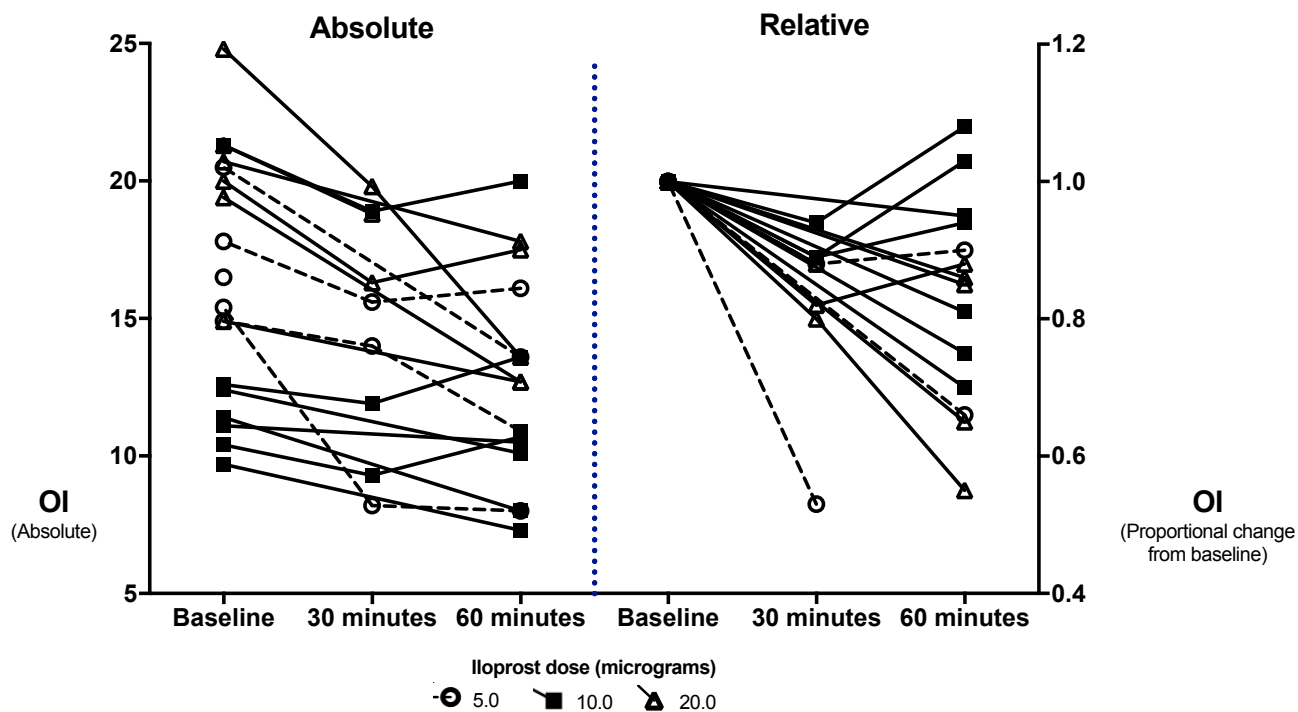 Absolute
Relative
25
20
15
10
5
OI
(Absolute)
1.2
1.0
0.8
0.6
0.4
OI
(Proportional change
from baseline)
Baseline 30 minutes 60 minutes Baseline 30 minutes 60 minutes
Iloprost dose (micrograms)
5.0 10.0 20.0